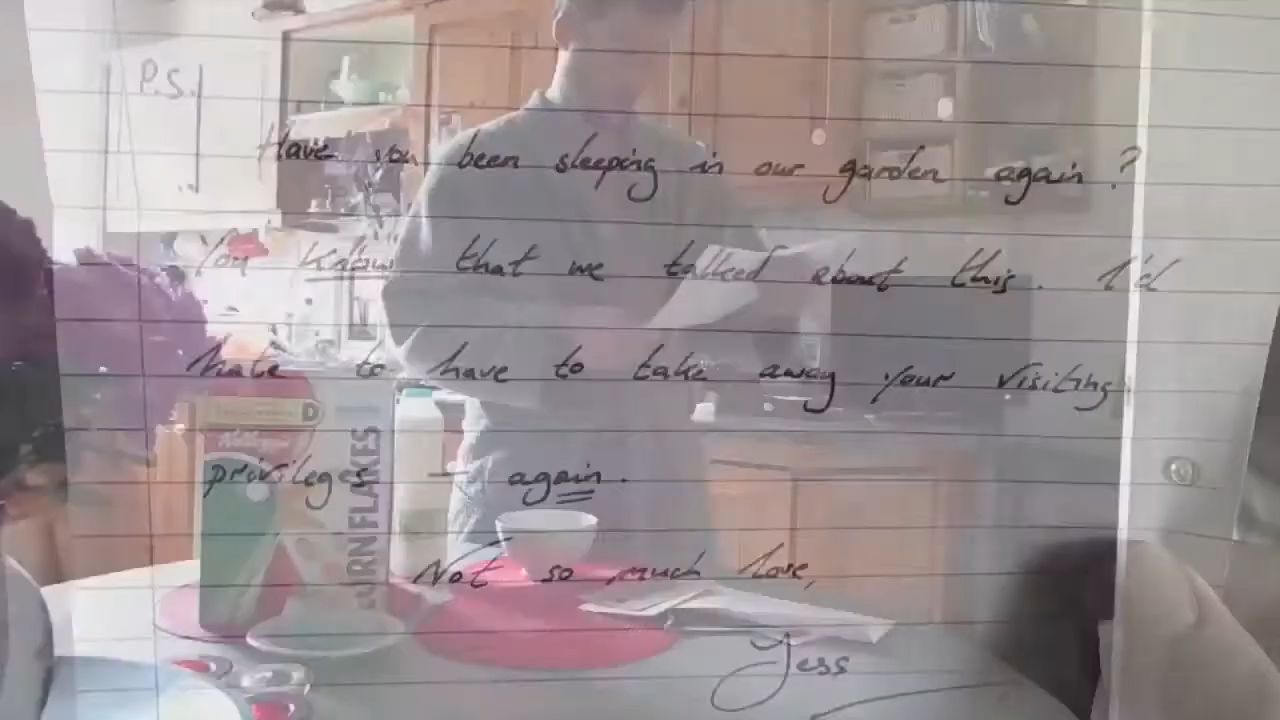 P.S.
Have you been sleeping in our garden again?
You know that we talked about this. I'd
hate to have to take away your visiting
privileges – again.
Not so much love,
Jess
Kellogg's
CORNFLAKES